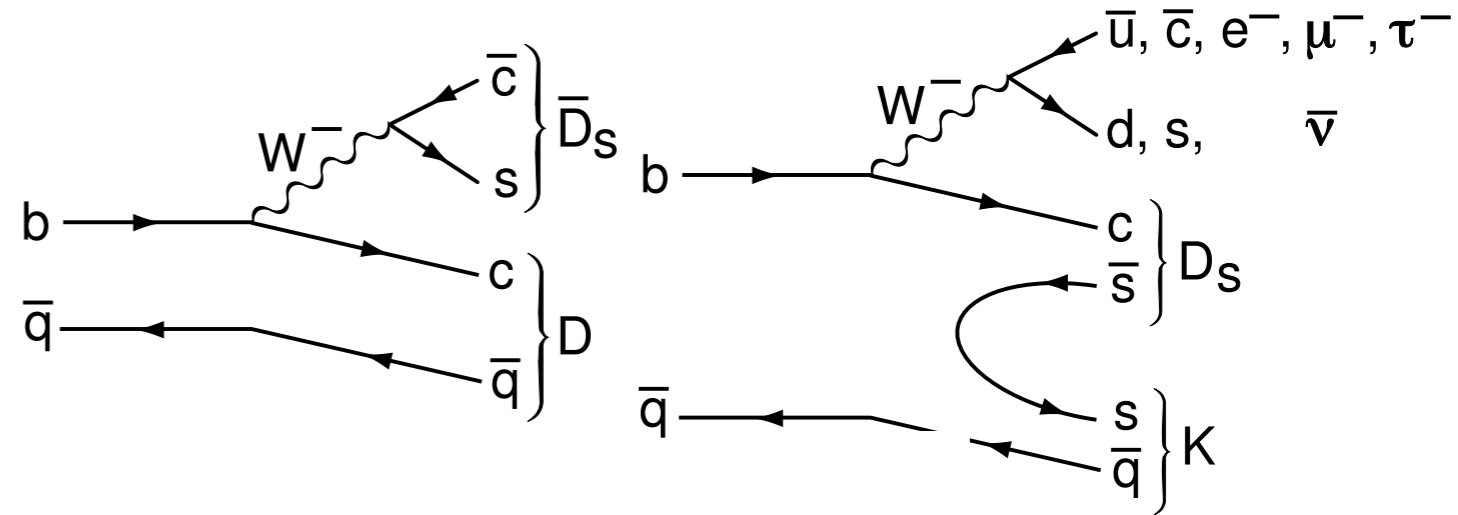 c̄
W⁻
D̄s
s
b
c
q̄
D
q̄
ū, c̄, e⁻, μ⁻, τ⁻
W⁻
d, s, ν̄
b
c
s̄
Ds
q̄
s
q̄
K